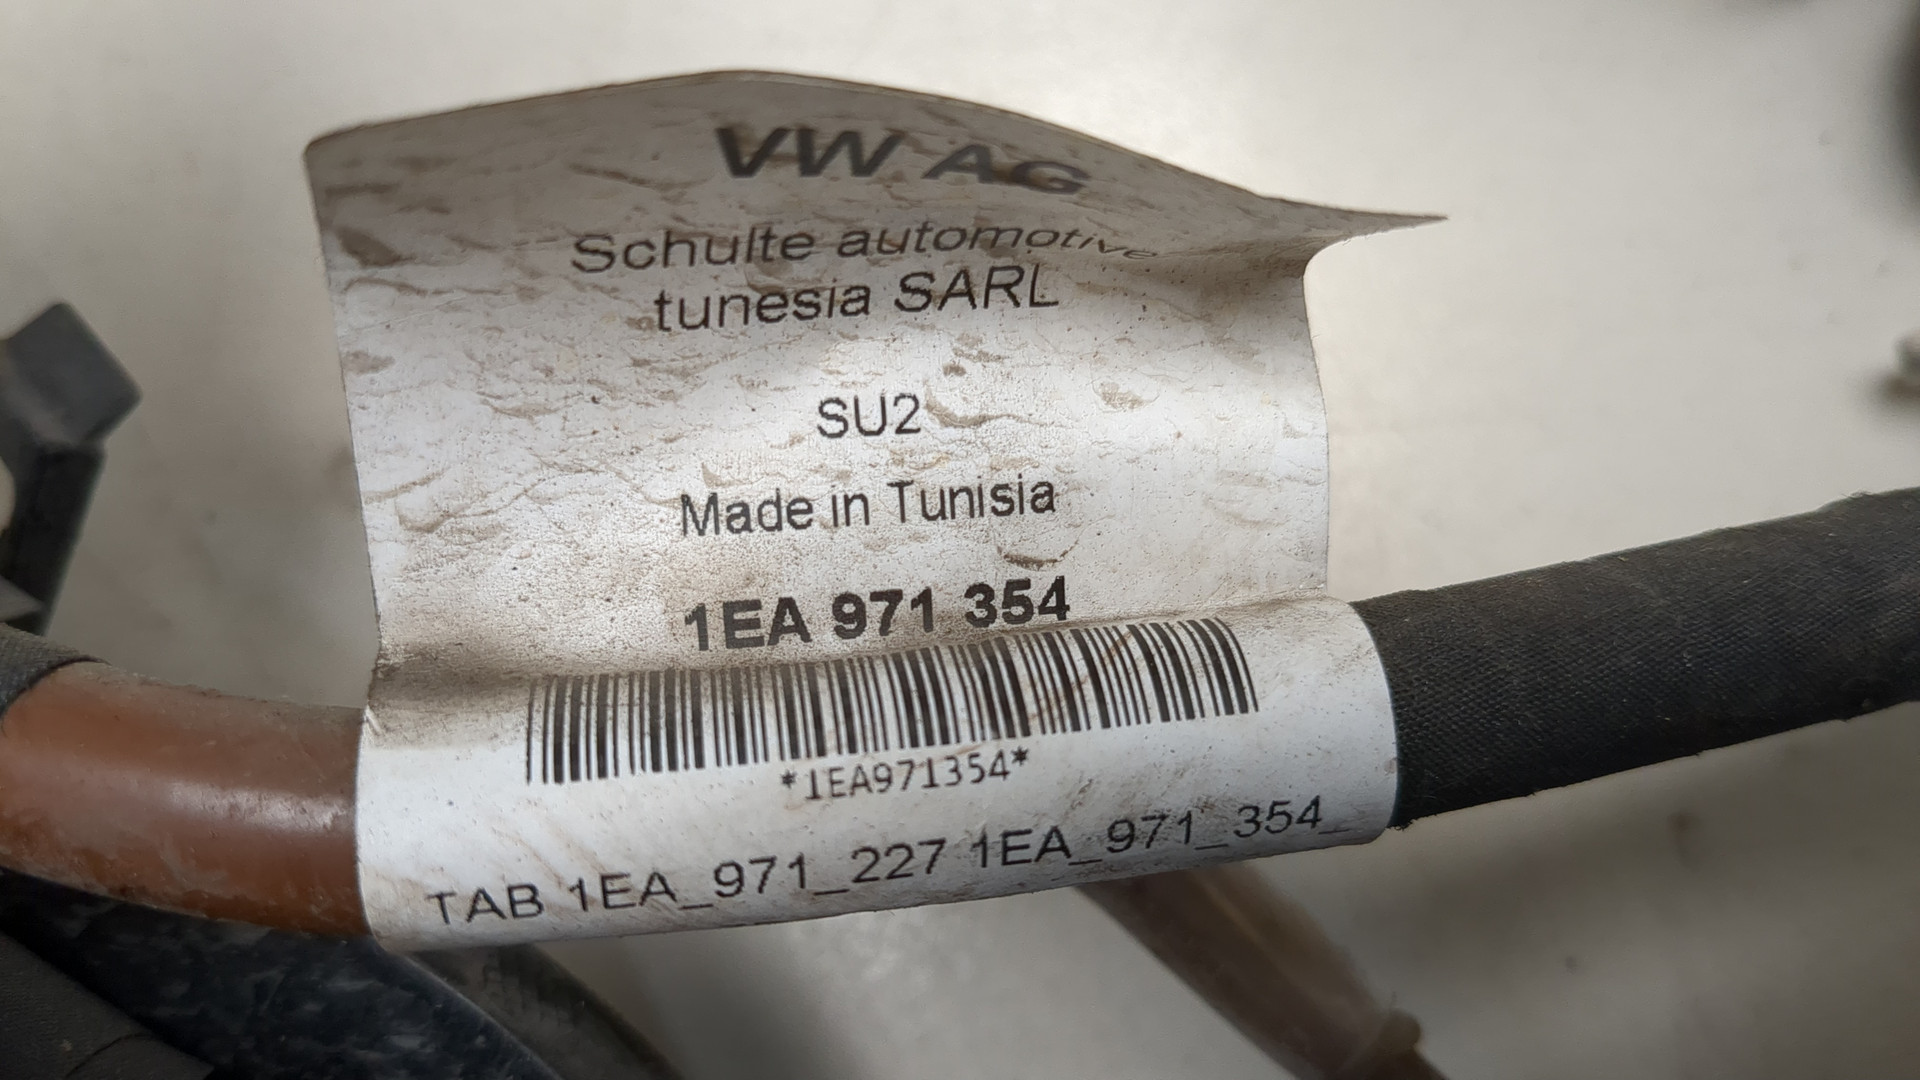 VW AG
Schulte automotive
tunesia SARL
SU2
Made in Tunisia
1EA 971 354
*1EA971354*
TAB 1EA_971_227 1EA_971_354_